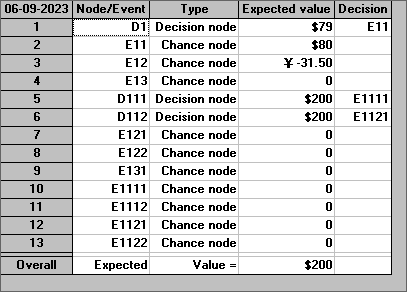 06-09-2023 Node/Event Type Expected value Decision
1 D1 Decision node $79 E11
2 E11 Chance node $80
3 E12 Chance node ¥ -31.50
4 E13 Chance node 0
5 D111 Decision node $200 E1111
6 D112 Decision node $200 E1121
7 E121 Chance node 0
8 E122 Chance node 0
9 E131 Chance node 0
10 E1111 Chance node 0
11 E1112 Chance node 0
12 E1121 Chance node 0
13 E1122 Chance node 0
Overall Expected Value = $200